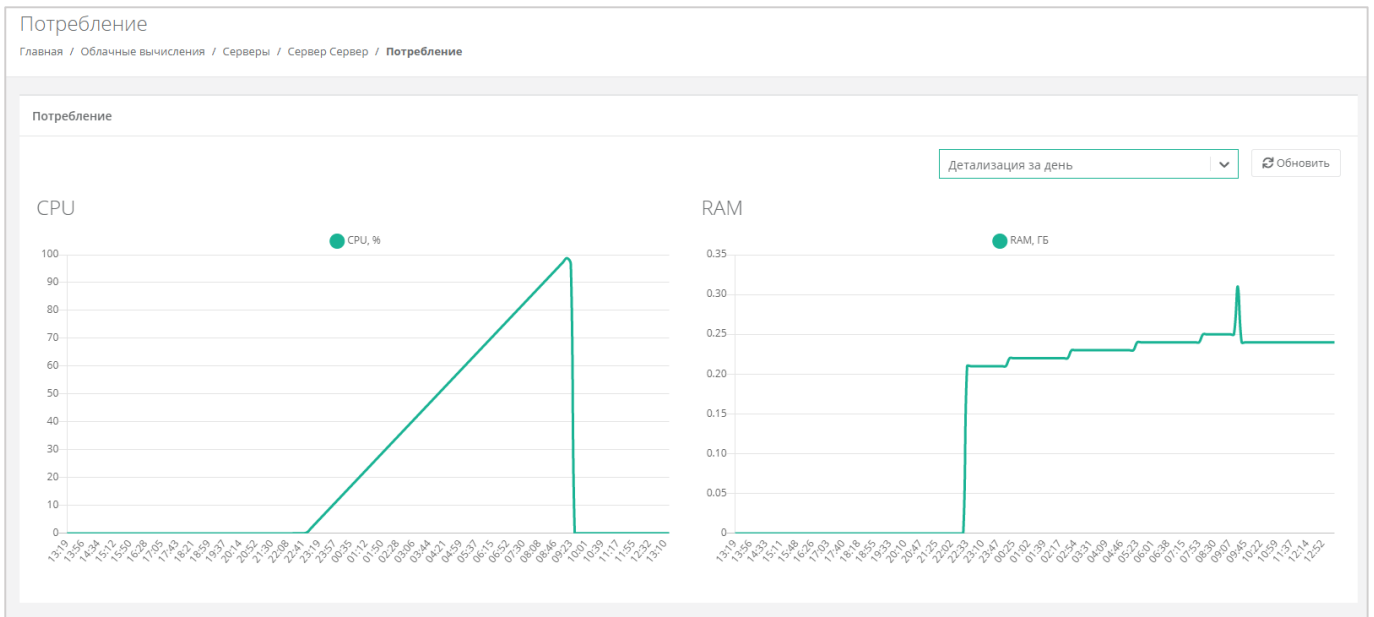 Потребление
Главная / Облачные вычисления / Серверы / Сервер Сервер / Потребление
Потребление
Детализация за день
Обновить
CPU
CPU, %
100
90
80
70
60
50
40
30
20
10
0
13:19 13:56 14:34 15:12 15:50 16:28 17:05 17:43 18:21 18:59 19:37 20:14 20:52 21:30 22:08 22:41 23:19 23:57 00:35 01:12 01:50 02:28 03:06 03:44 04:21 04:59 05:37 06:15 06:52 07:30 08:08 08:46 09:23 10:01 10:39 11:17 11:55 12:32 13:10
RAM
RAM, ГБ
0.35
0.30
0.25
0.20
0.15
0.10
0.05
0
13:19 13:56 14:33 15:11 15:48 16:26 17:03 17:40 18:18 18:55 19:33 20:10 20:47 21:25 22:02 22:33 23:10 23:47 00:25 01:02 01:39 02:17 02:54 03:31 04:09 04:46 05:23 06:01 06:38 07:15 07:53 08:30 09:07 09:45 10:22 10:59 11:37 12:14 12:52